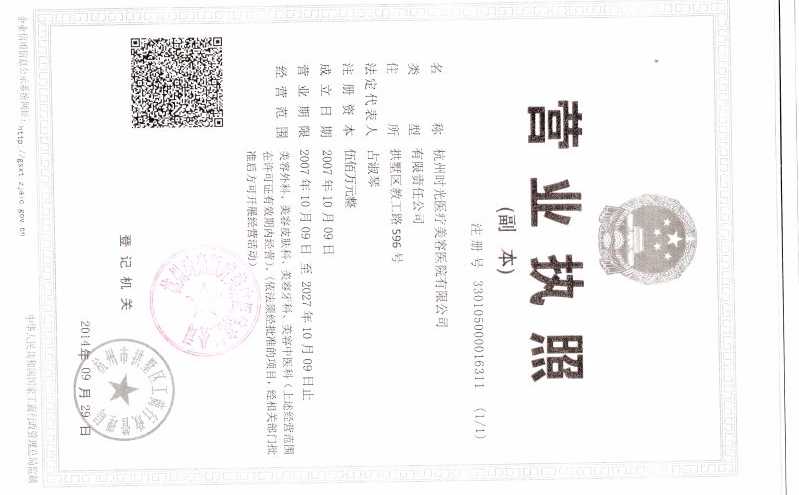 营业执照
(副 本)
注册号 330105000016311 (1/1)
名 称 杭州时光医疗美容医院有限公司
类 型 有限责任公司
住 所 拱墅区教工路596号
法定代表人 占淑琴
注 册 资 本 伍佰万元整
成 立 日 期 2007年10月09日
营 业 期 限 2007年10月09日 至 2027年10月09日止
经 营 范 围 美容外科、美容皮肤科、美容牙科、美容中医科（上述经营范围
在许可证有效期内经营）。（依法须经批准的项目，经相关部门批
准后方可开展经营活动）
登 记 机 关
2014年09月29日
企业信用信息公示系统网址：http://gsxt.zjaic.gov.cn
中华人民共和国国家工商行政管理总局监制